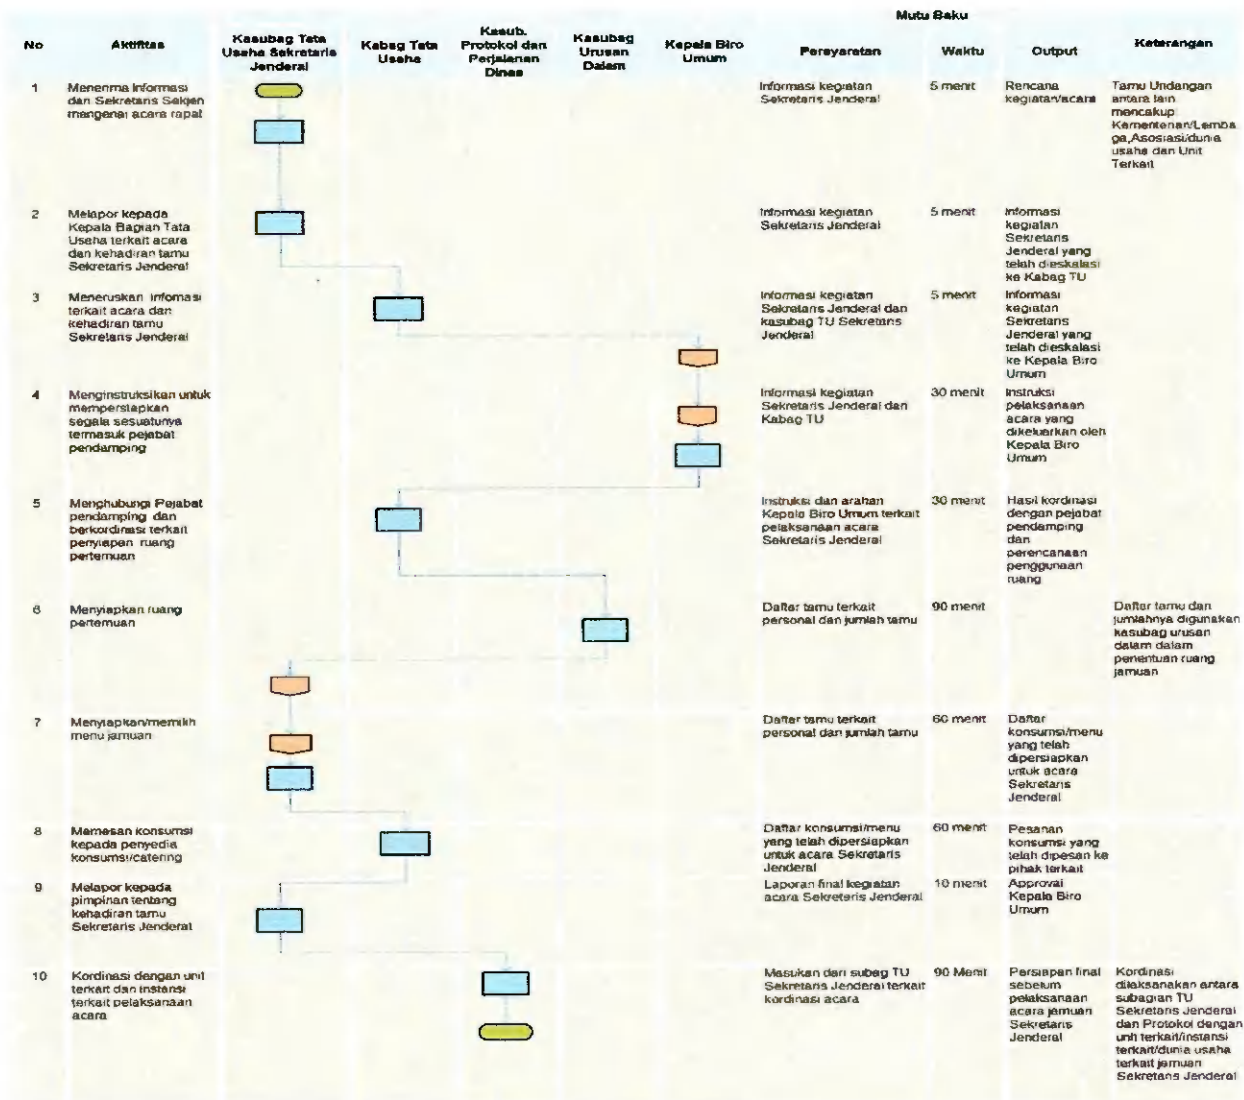 Mutu Baku
No
Aktifitas
Kasubag Tata
Usaha Sekretaris
Jenderal
Kabag Tata
Usaha
Kasub.
Protokol dan
Perjalanan
Dinas
Kasubag
Urusan
Dalam
Kepala Biro
Umum
Persyaratan
Waktu
Output
Keterangan
1
Menerima Informasi
dari Sekretaris Sekjen
mengenai acara rapat
Informasi kegiatan
Sekretaris Jenderal
5 menit
Rencana
kegiatan/acara
Tamu Undangan
antara lain
mencakup
Kementerian/Lemba
ga,Asosiasi/dunia
usaha dan Unit
Terkait
2
Melapor kepada
Kepala Bagian Tata
Usaha terkait acara
dan kehadiran tamu
Sekretaris Jenderal
Informasi kegiatan
Sekretaris Jenderal
5 menit
Informasi
kegiatan
Sekretaris
Jenderal yang
telah dieskalasi
ke Kabag TU
3
Meneruskan Infomasi
terkait acara dan
kehadiran tamu
Sekretaris Jenderal
Informasi kegiatan
Sekretaris Jenderal dan
kasubag TU Sekretaris
Jenderal
5 menit
Informasi
kegiatan
Sekretaris
Jenderal yang
telah dieskalasi
ke Kepala Biro
Umum
4
Menginstruksikan untuk
mempersiapkan
segala sesuatunya
termasuk pejabat
pendamping
Informasi kegiatan
Sekretaris Jenderal dan
Kabag TU
30 menit
Instruksi
pelaksanaan
acara yang
dikeluarkan oleh
Kepala Biro
Umum
5
Menghubungi Pejabat
pendamping dan
berkordinasi terkait
penyiapan ruang
pertemuan
Instruksi dan arahan
Kepala Biro Umum terkait
pelaksanaan acara
Sekretaris Jenderal
30 menit
Hasil kordinasi
dengan pejabat
pendamping
dan
perencanaan
penggunaan
ruang
6
Menyiapkan ruang
pertemuan
Daftar tamu terkait
personal dan jumlah tamu
90 menit
Daftar tamu dan
jumlahnya digunakan
kasubag urusan
dalam dalam
penentuan ruang
jamuan
7
Menyiapkan/memilih
menu jamuan
Daftar tamu terkait
personal dan jumlah tamu
60 menit
Daftar
konsumsi/menu
yang telah
dipersiapkan
untuk acara
Sekretaris
Jenderal
8
Memesan konsumsi
kepada penyedia
konsumsi/catering
Daftar konsumsi/menu
yang telah dipersiapkan
untuk acara Sekretaris
Jenderal
60 menit
Pesanan
konsumsi yang
telah dipesan ke
pihak terkait
9
Melapor kepada
pimpinan tentang
kehadiran tamu
Sekretaris Jenderal
Laporan final kegiatan
acara Sekretaris Jenderal
10 menit
Approval
Kepala Biro
Umum
10
Kordinasi dengan unit
terkait dan instansi
terkait pelaksanaan
acara
Masukan dari subag TU
Sekretaris Jenderal terkait
kordinasi acara
90 Menit
Persiapan final
sebelum
pelaksanaan
acara jamuan
Sekretaris
Jenderal
Kordinasi
dilaksanakan antara
subagian TU
Sekretaris Jenderal
dan Protokol dengan
unit terkait/instansi
terkait/dunia usaha
terkait jamuan
Sekretaris Jenderal